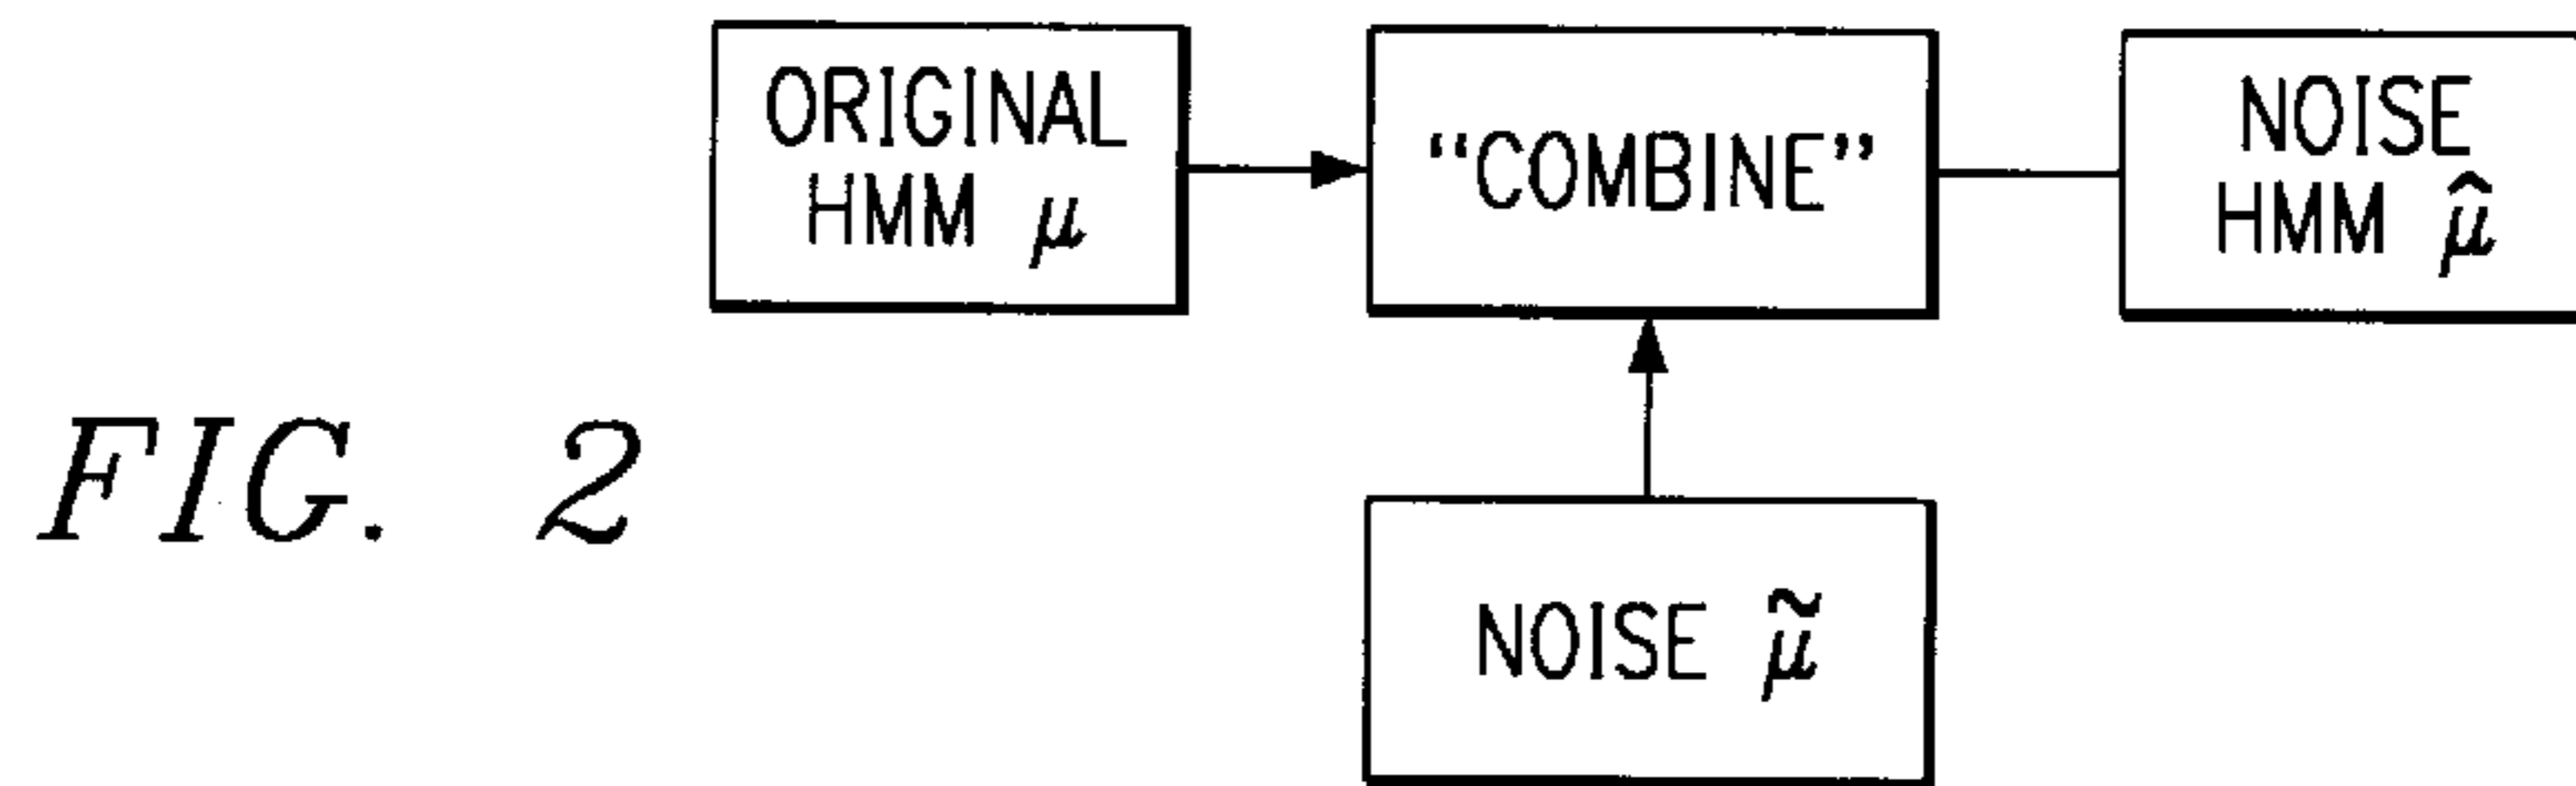 ORIGINAL
HMM μ
“COMBINE”
NOISE
HMM μ̂
NOISE μ̃
FIG. 2